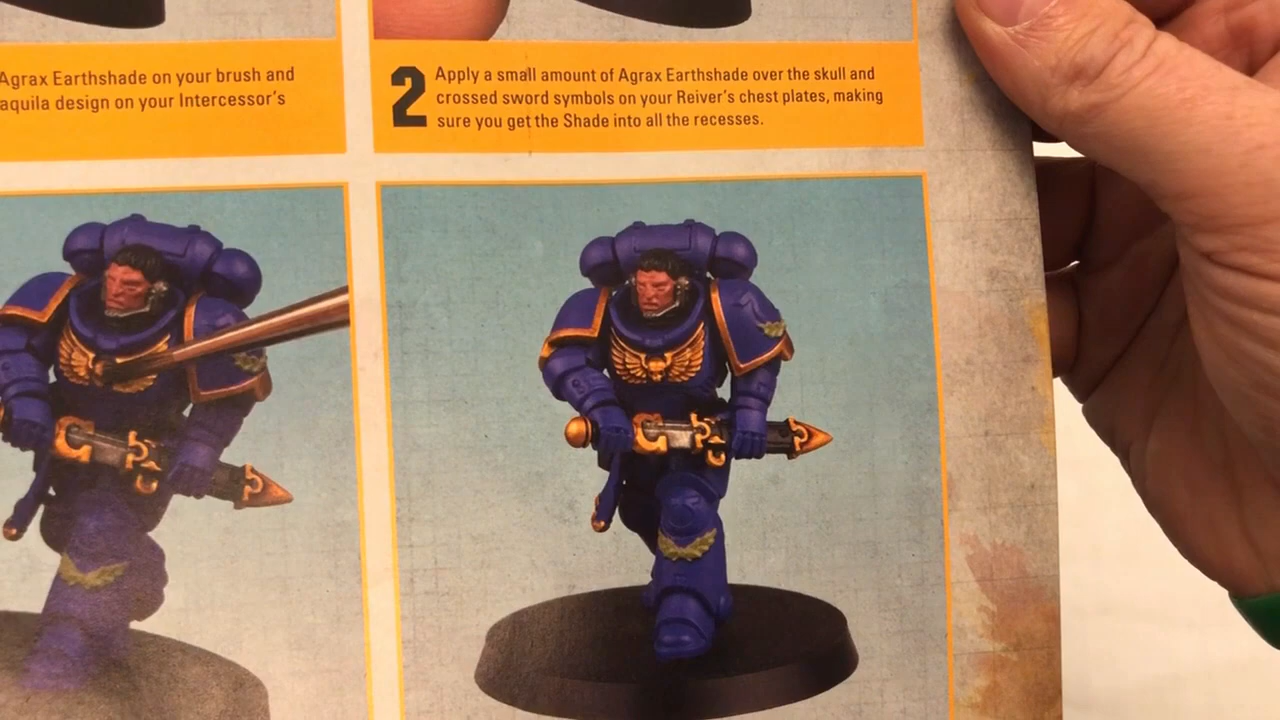 Agrax Earthshade on your brush and
aquila design on your Intercessor's
2
Apply a small amount of Agrax Earthshade over the skull and
crossed sword symbols on your Reiver's chest plates, making
sure you get the Shade into all the recesses.